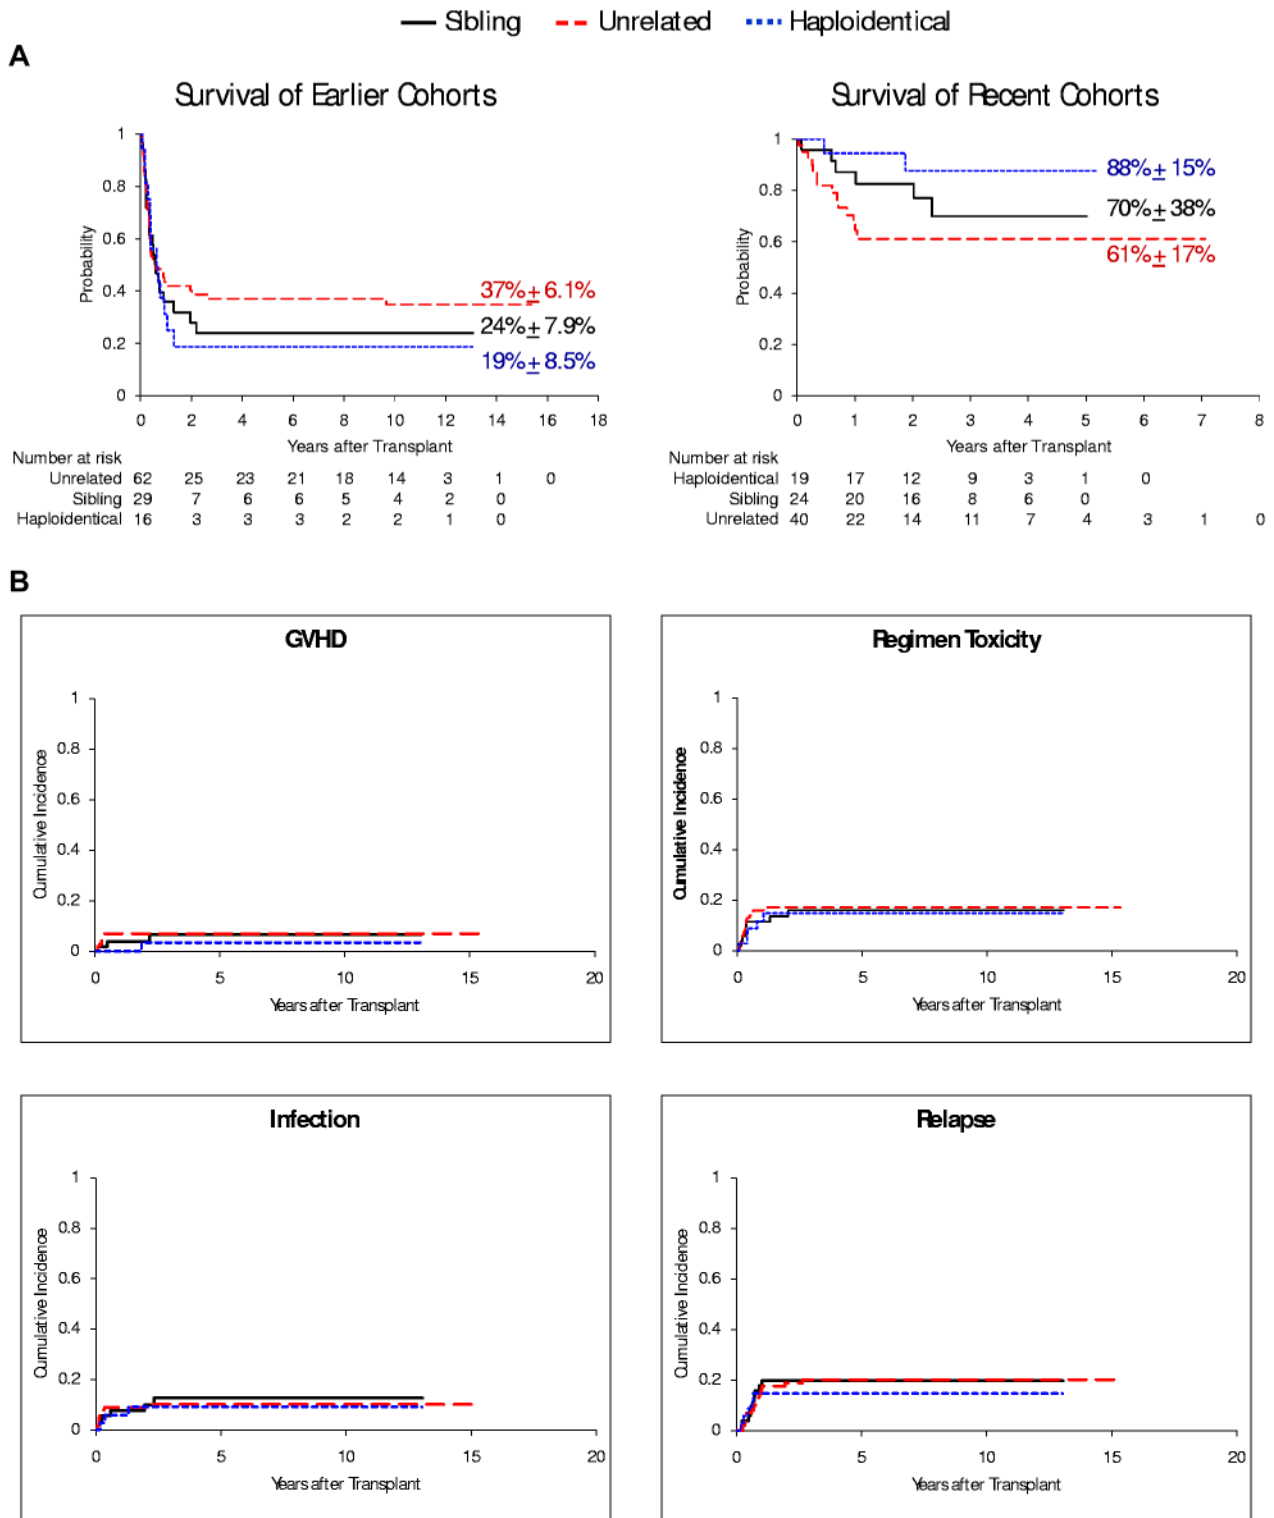 Sibling Unrelated Haploidentical
A
Survival of Earlier Cohorts
1
0.8
0.6
0.4
0.2
0
Probability
37%±6.1%
24%±7.9%
19%±8.5%
0 2 4 6 8 10 12 14 16 18
Years after Transplant
Number at risk
Unrelated 62 25 23 21 18 14 3 1 0
Sibling 29 7 6 6 5 4 2 0
Haploidentical 16 3 3 3 2 2 1 0
Survival of Recent Cohorts
1
0.8
0.6
0.4
0.2
0
Probability
88%± 15%
70%± 38%
61%± 17%
0 1 2 3 4 5 6 7 8
Years after Transplant
Number at risk
Haploidentical 19 17 12 9 3 1 0
Sibling 24 20 16 8 6 0
Unrelated 40 22 14 11 7 4 3 1 0
B
GVHD
1
0.8
0.6
0.4
0.2
0
Cumulative Incidence
0 5 10 15 20
Years after Transplant
Regimen Toxicity
1
0.8
0.6
0.4
0.2
0
Cumulative Incidence
0 5 10 15 20
Years after Transplant
Infection
1
0.8
0.6
0.4
0.2
0
Cumulative Incidence
0 5 10 15 20
Years after Transplant
Relapse
1
0.8
0.6
0.4
0.2
0
Cumulative Incidence
0 5 10 15 20
Years after Transplant